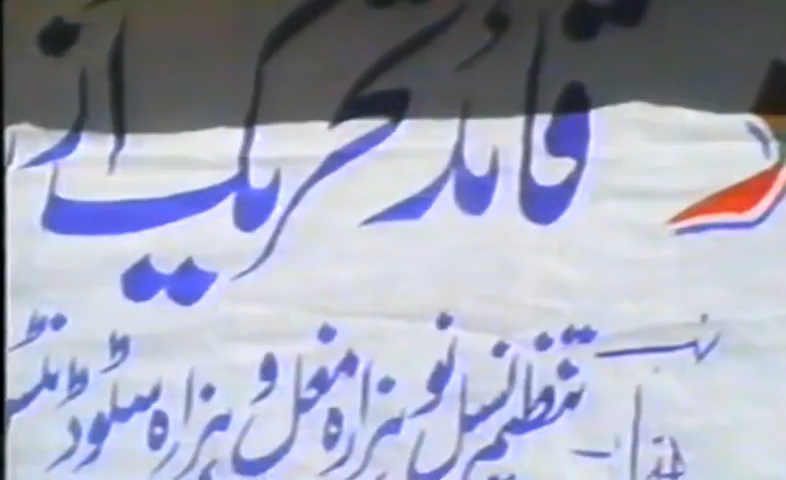 قائد تحریک
تنظیم نسل نو ہزارہ مغل و ہزارہ سٹوڈنٹس